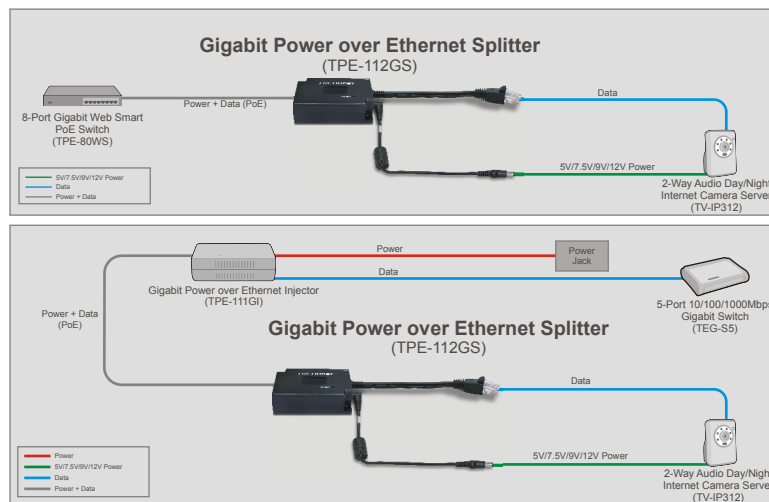 Gigabit Power over Ethernet Splitter
(TPE-112GS)
Power + Data (PoE)
Data
8-Port Gigabit Web Smart
PoE Switch
(TPE-80WS)
5V/7.5V/9V/12V Power
5V/7.5V/9V/12V Power
Data
Power + Data
2-Way Audio Day/Night
Internet Camera Server
(TV-IP312)
Power
Power
Jack
Data
Gigabit Power over Ethernet Injector
(TPE-111GI)
5-Port 10/100/1000Mbps
Gigabit Switch
(TEG-S5)
Power + Data
(PoE)
Gigabit Power over Ethernet Splitter
(TPE-112GS)
Data
Power
5V/7.5V/9V/12V Power
Data
Power + Data
5V/7.5V/9V/12V Power
2-Way Audio Day/Night
Internet Camera Server
(TV-IP312)